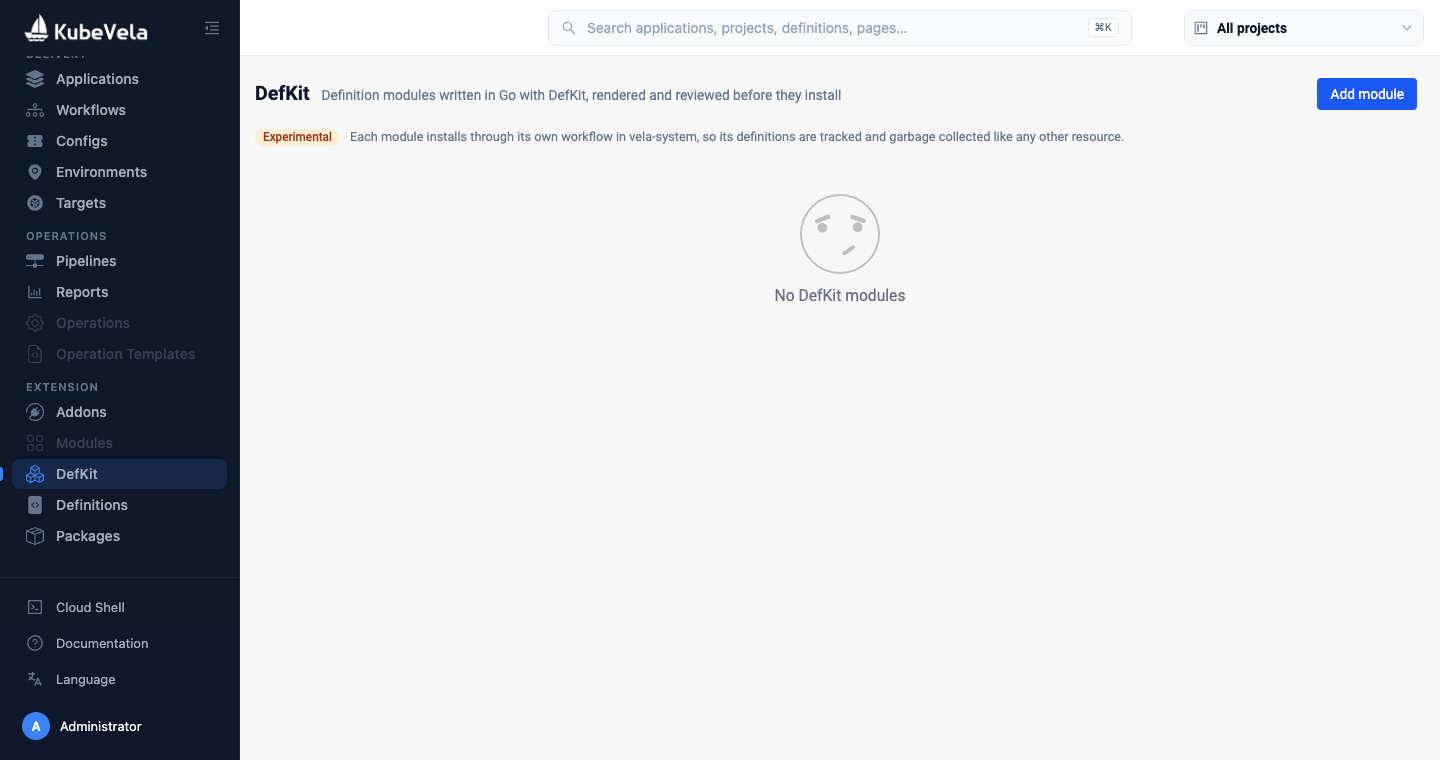 KubeVela
Search applications, projects, definitions, pages...
⌘K
All projects
DELIVERY
Applications
Workflows
Configs
Environments
Targets
OPERATIONS
Pipelines
Reports
Operations
Operation Templates
EXTENSION
Addons
Modules
DefKit
Definitions
Packages
Cloud Shell
Documentation
Language
A
Administrator
DefKit
Definition modules written in Go with DefKit, rendered and reviewed before they install
Add module
Experimental
Each module installs through its own workflow in vela-system, so its definitions are tracked and garbage collected like any other resource.
No DefKit modules